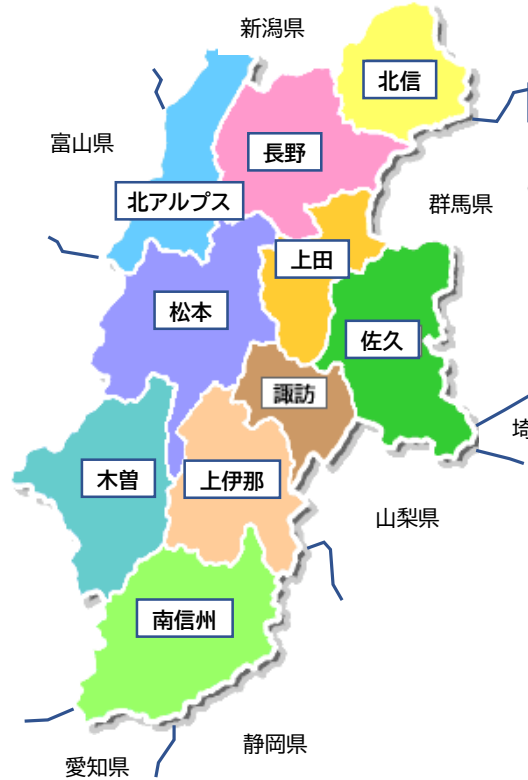 新潟県
北信
富山県
長野
北アルプス
群馬県
上田
松本
佐久
諏訪
埼
木曽
上伊那
山梨県
南信州
静岡県
愛知県